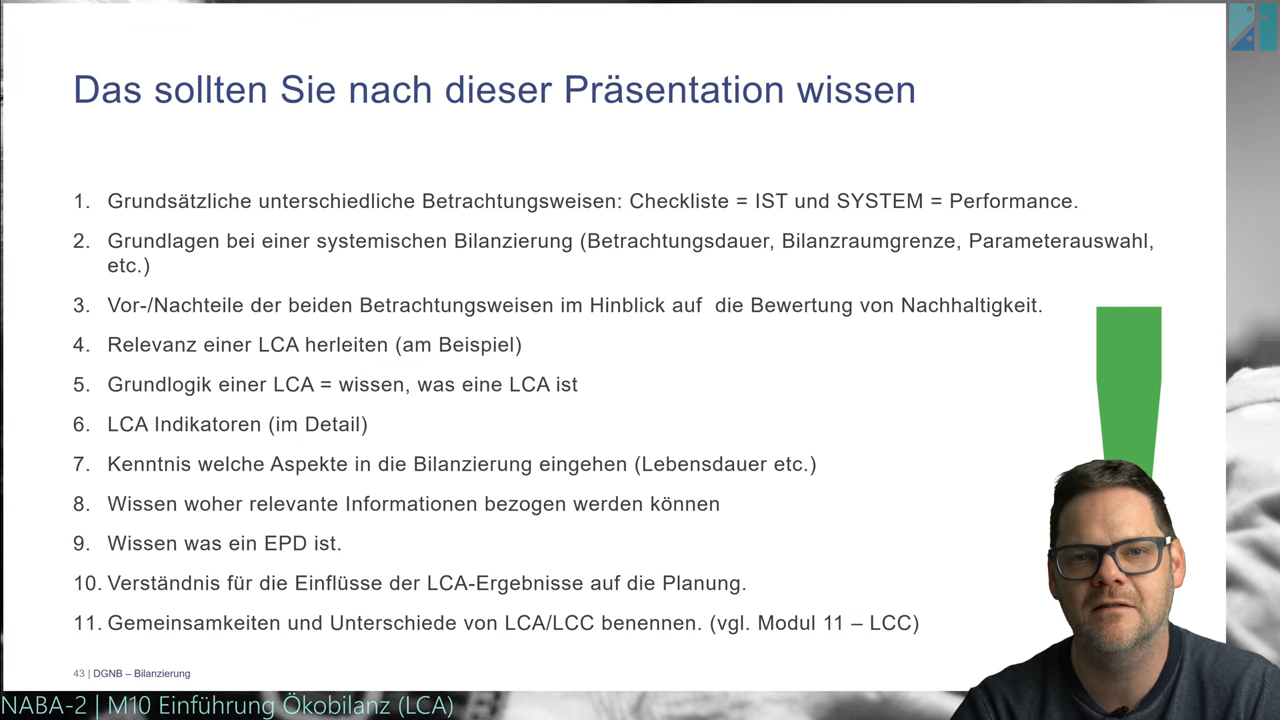 Das sollten Sie nach dieser Präsentation wissen
1. Grundsätzliche unterschiedliche Betrachtungsweisen: Checkliste = IST und SYSTEM = Performance.
2. Grundlagen bei einer systemischen Bilanzierung (Betrachtungsdauer, Bilanzraumgrenze, Parameterauswahl,
etc.)
3. Vor-/Nachteile der beiden Betrachtungsweisen im Hinblick auf  die Bewertung von Nachhaltigkeit.
4. Relevanz einer LCA herleiten (am Beispiel)
5. Grundlogik einer LCA = wissen, was eine LCA ist
6. LCA Indikatoren (im Detail)
7. Kenntnis welche Aspekte in die Bilanzierung eingehen (Lebensdauer etc.)
8. Wissen woher relevante Informationen bezogen werden können
9. Wissen was ein EPD ist.
10. Verständnis für die Einflüsse der LCA-Ergebnisse auf die Planung.
11. Gemeinsamkeiten und Unterschiede von LCA/LCC benennen. (vgl. Modul 11 – LCC)
43 | DGNB – Bilanzierung
NABA-2 | M10 Einführung Ökobilanz (LCA)